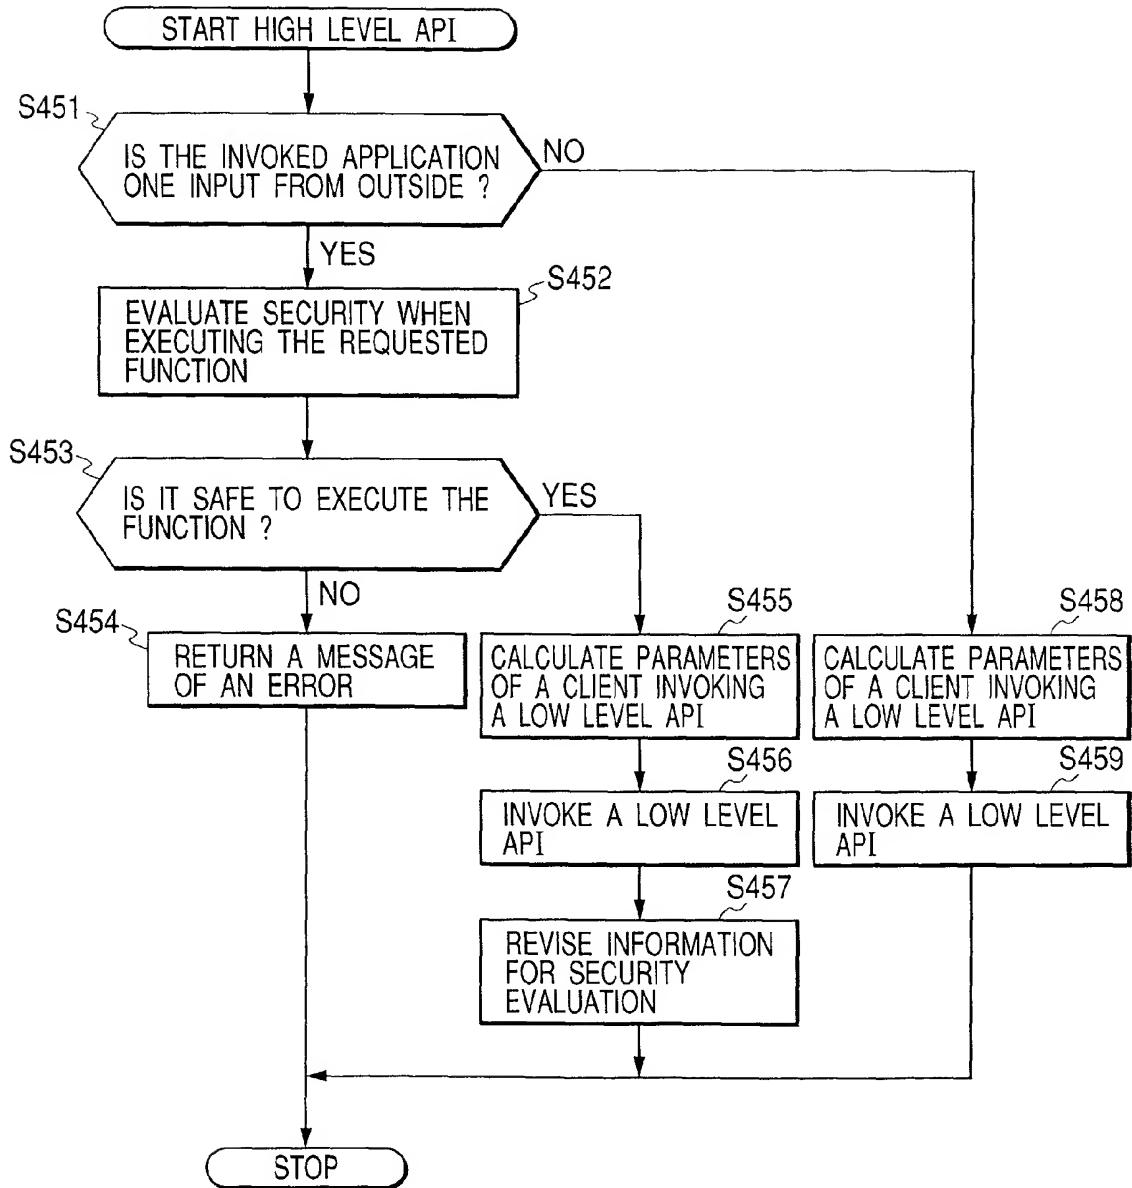 START HIGH LEVEL API
S451
IS THE INVOKED APPLICATION
ONE INPUT FROM OUTSIDE ?
NO
YES
S452
EVALUATE SECURITY WHEN
EXECUTING THE REQUESTED
FUNCTION
S453
IS IT SAFE TO EXECUTE THE
FUNCTION ?
YES
NO
S454
RETURN A MESSAGE
OF AN ERROR
S455
CALCULATE PARAMETERS
OF A CLIENT INVOKING
A LOW LEVEL API
S456
INVOKE A LOW LEVEL
API
S457
REVISE INFORMATION
FOR SECURITY
EVALUATION
S458
CALCULATE PARAMETERS
OF A CLIENT INVOKING
A LOW LEVEL API
S459
INVOKE A LOW LEVEL
API
STOP